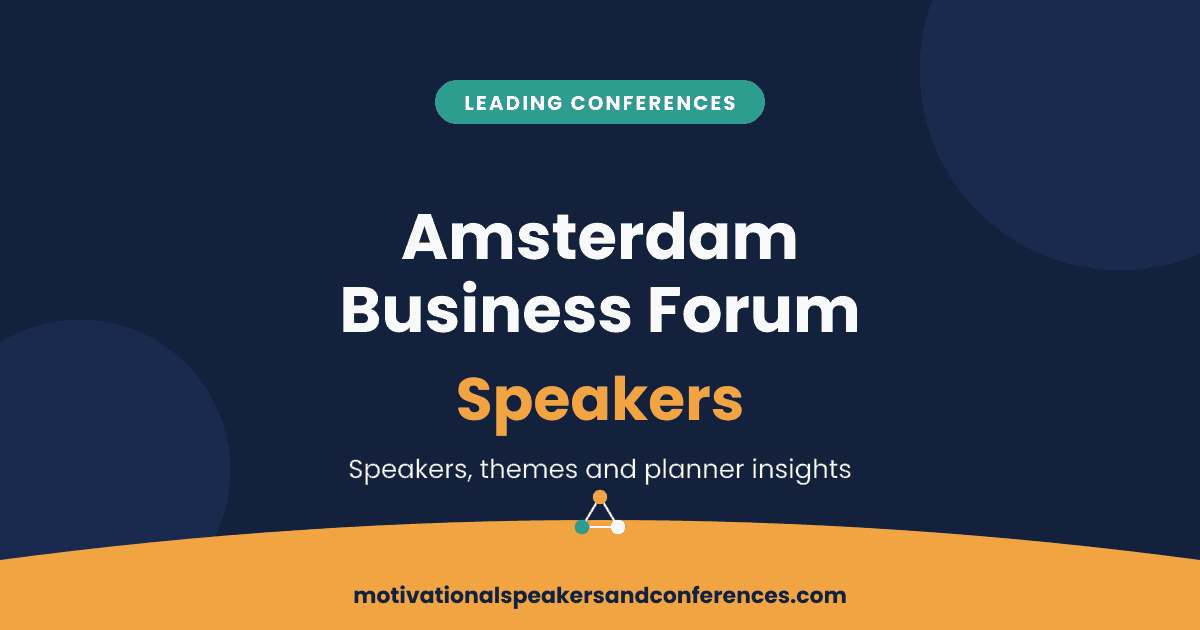 LEADING CONFERENCES
Amsterdam
Business Forum
Speakers
Speakers, themes and planner insights
motivationalspeakersandconferences.com